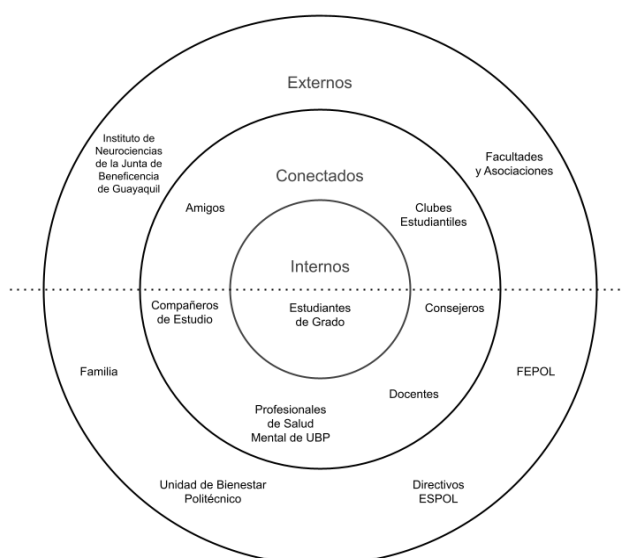 Externos
Instituto de
Neurociencias
de la Junta de
Beneficencia
de Guayaquil
Facultades
y Asociaciones
Conectados
Amigos
Clubes
Estudiantiles
Internos
Compañeros
de Estudio
Estudiantes
de Grado
Consejeros
Familia
FEPOL
Docentes
Profesionales
de Salud
Mental de UBP
Unidad de Bienestar
Politécnico
Directivos
ESPOL